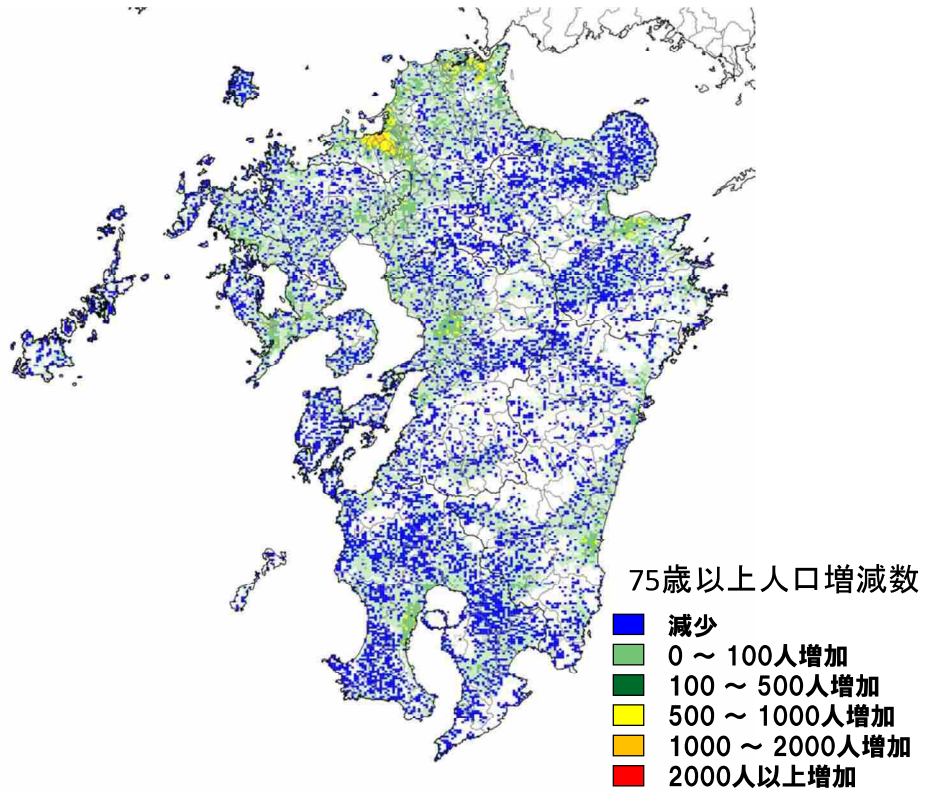 75歳以上人口増減数
減少
0 ～ 100人増加
100 ～ 500人増加
500 ～ 1000人増加
1000 ～ 2000人増加
2000人以上増加